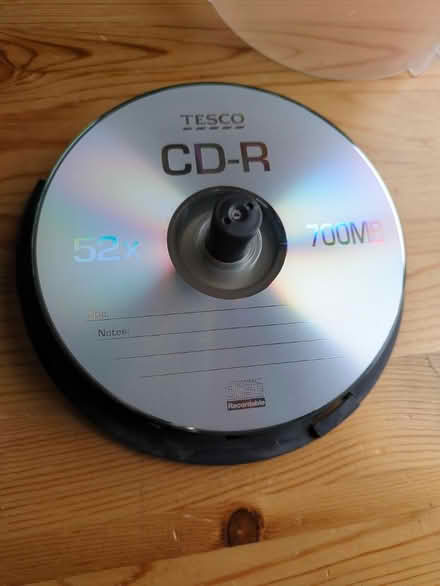 TESCO
CD-R
52x
700MB
Notes:
Recordable